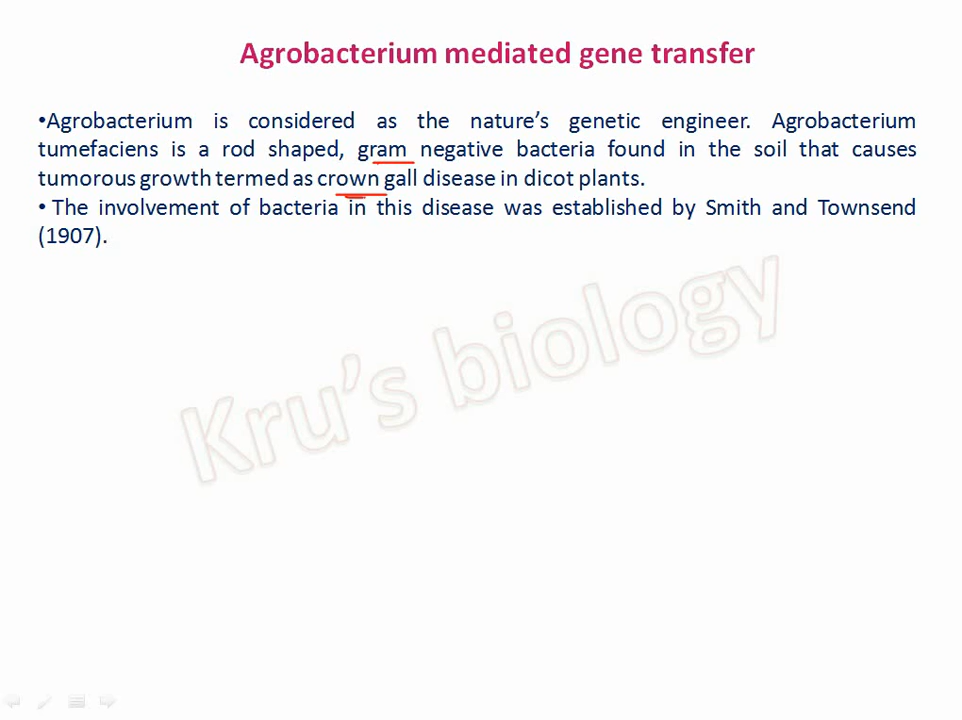 Agrobacterium mediated gene transfer
•Agrobacterium is considered as the nature's genetic engineer. Agrobacterium
tumefaciens is a rod shaped, gram negative bacteria found in the soil that causes
tumorous growth termed as crown gall disease in dicot plants.
• The involvement of bacteria in this disease was established by Smith and Townsend
(1907).
Kru's biology